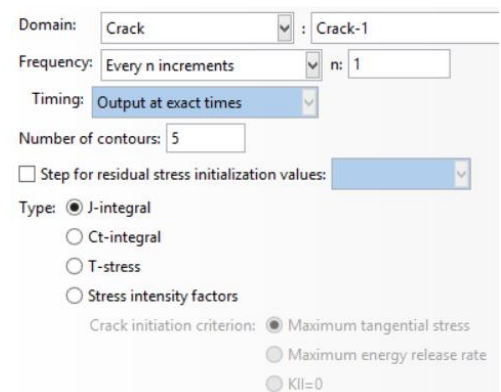 Domain: Crack : Crack-1
Frequency: Every n increments n: 1
Timing: Output at exact times
Number of contours: 5
Step for residual stress initialization values:
Type: J-integral
Ct-integral
T-stress
Stress intensity factors
Crack initiation criterion: Maximum tangential stress
Maximum energy release rate
KII=0